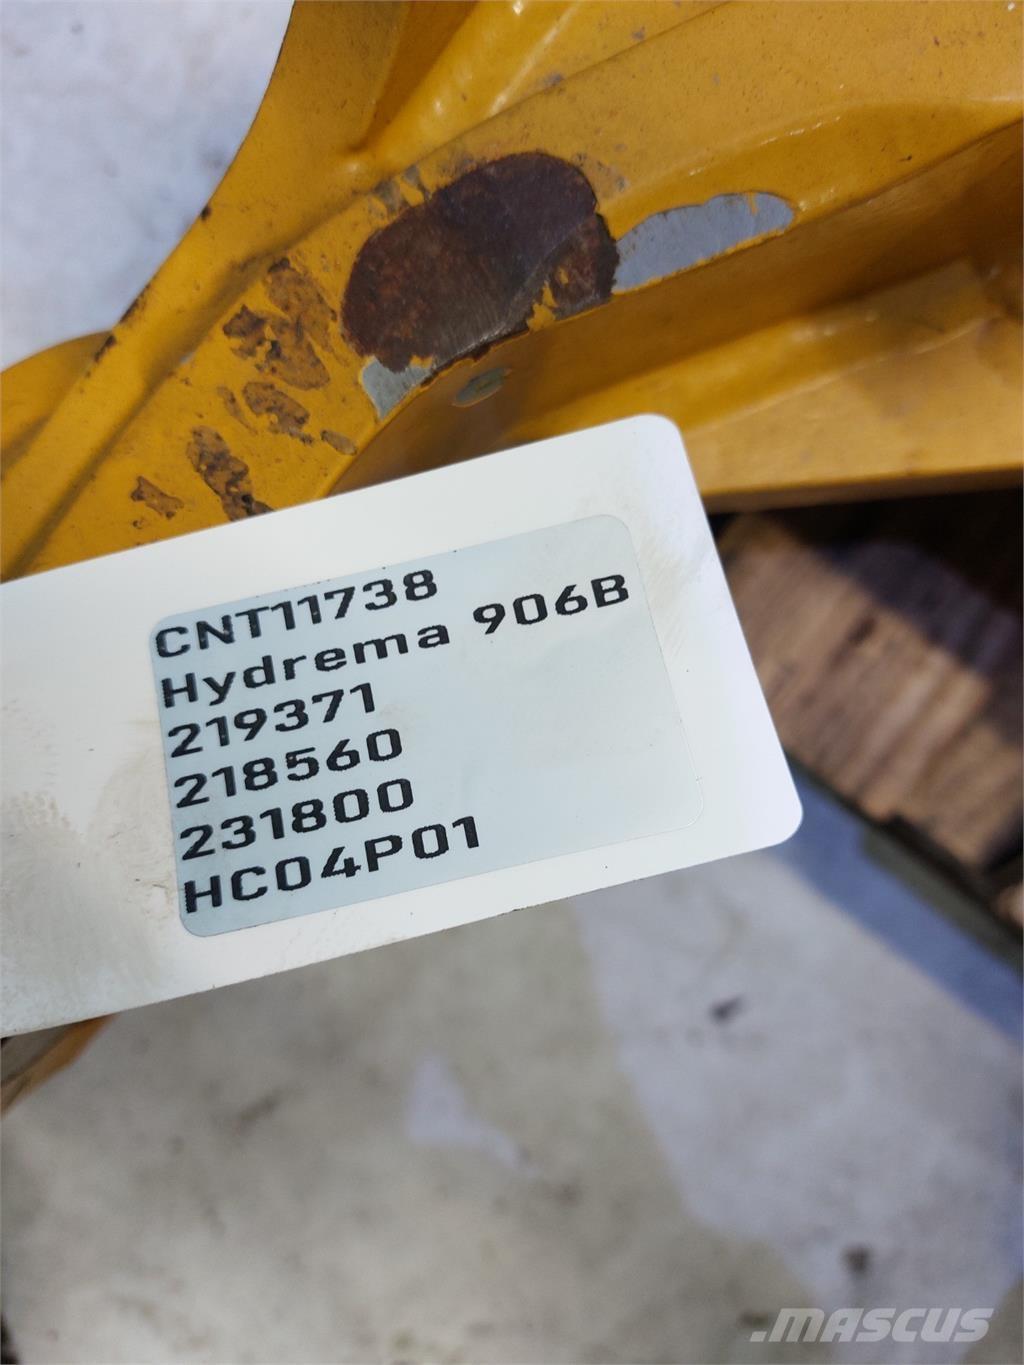 CNT11738
Hydrema 906B
219371
218560
231800
HC04P01
.MASCUS